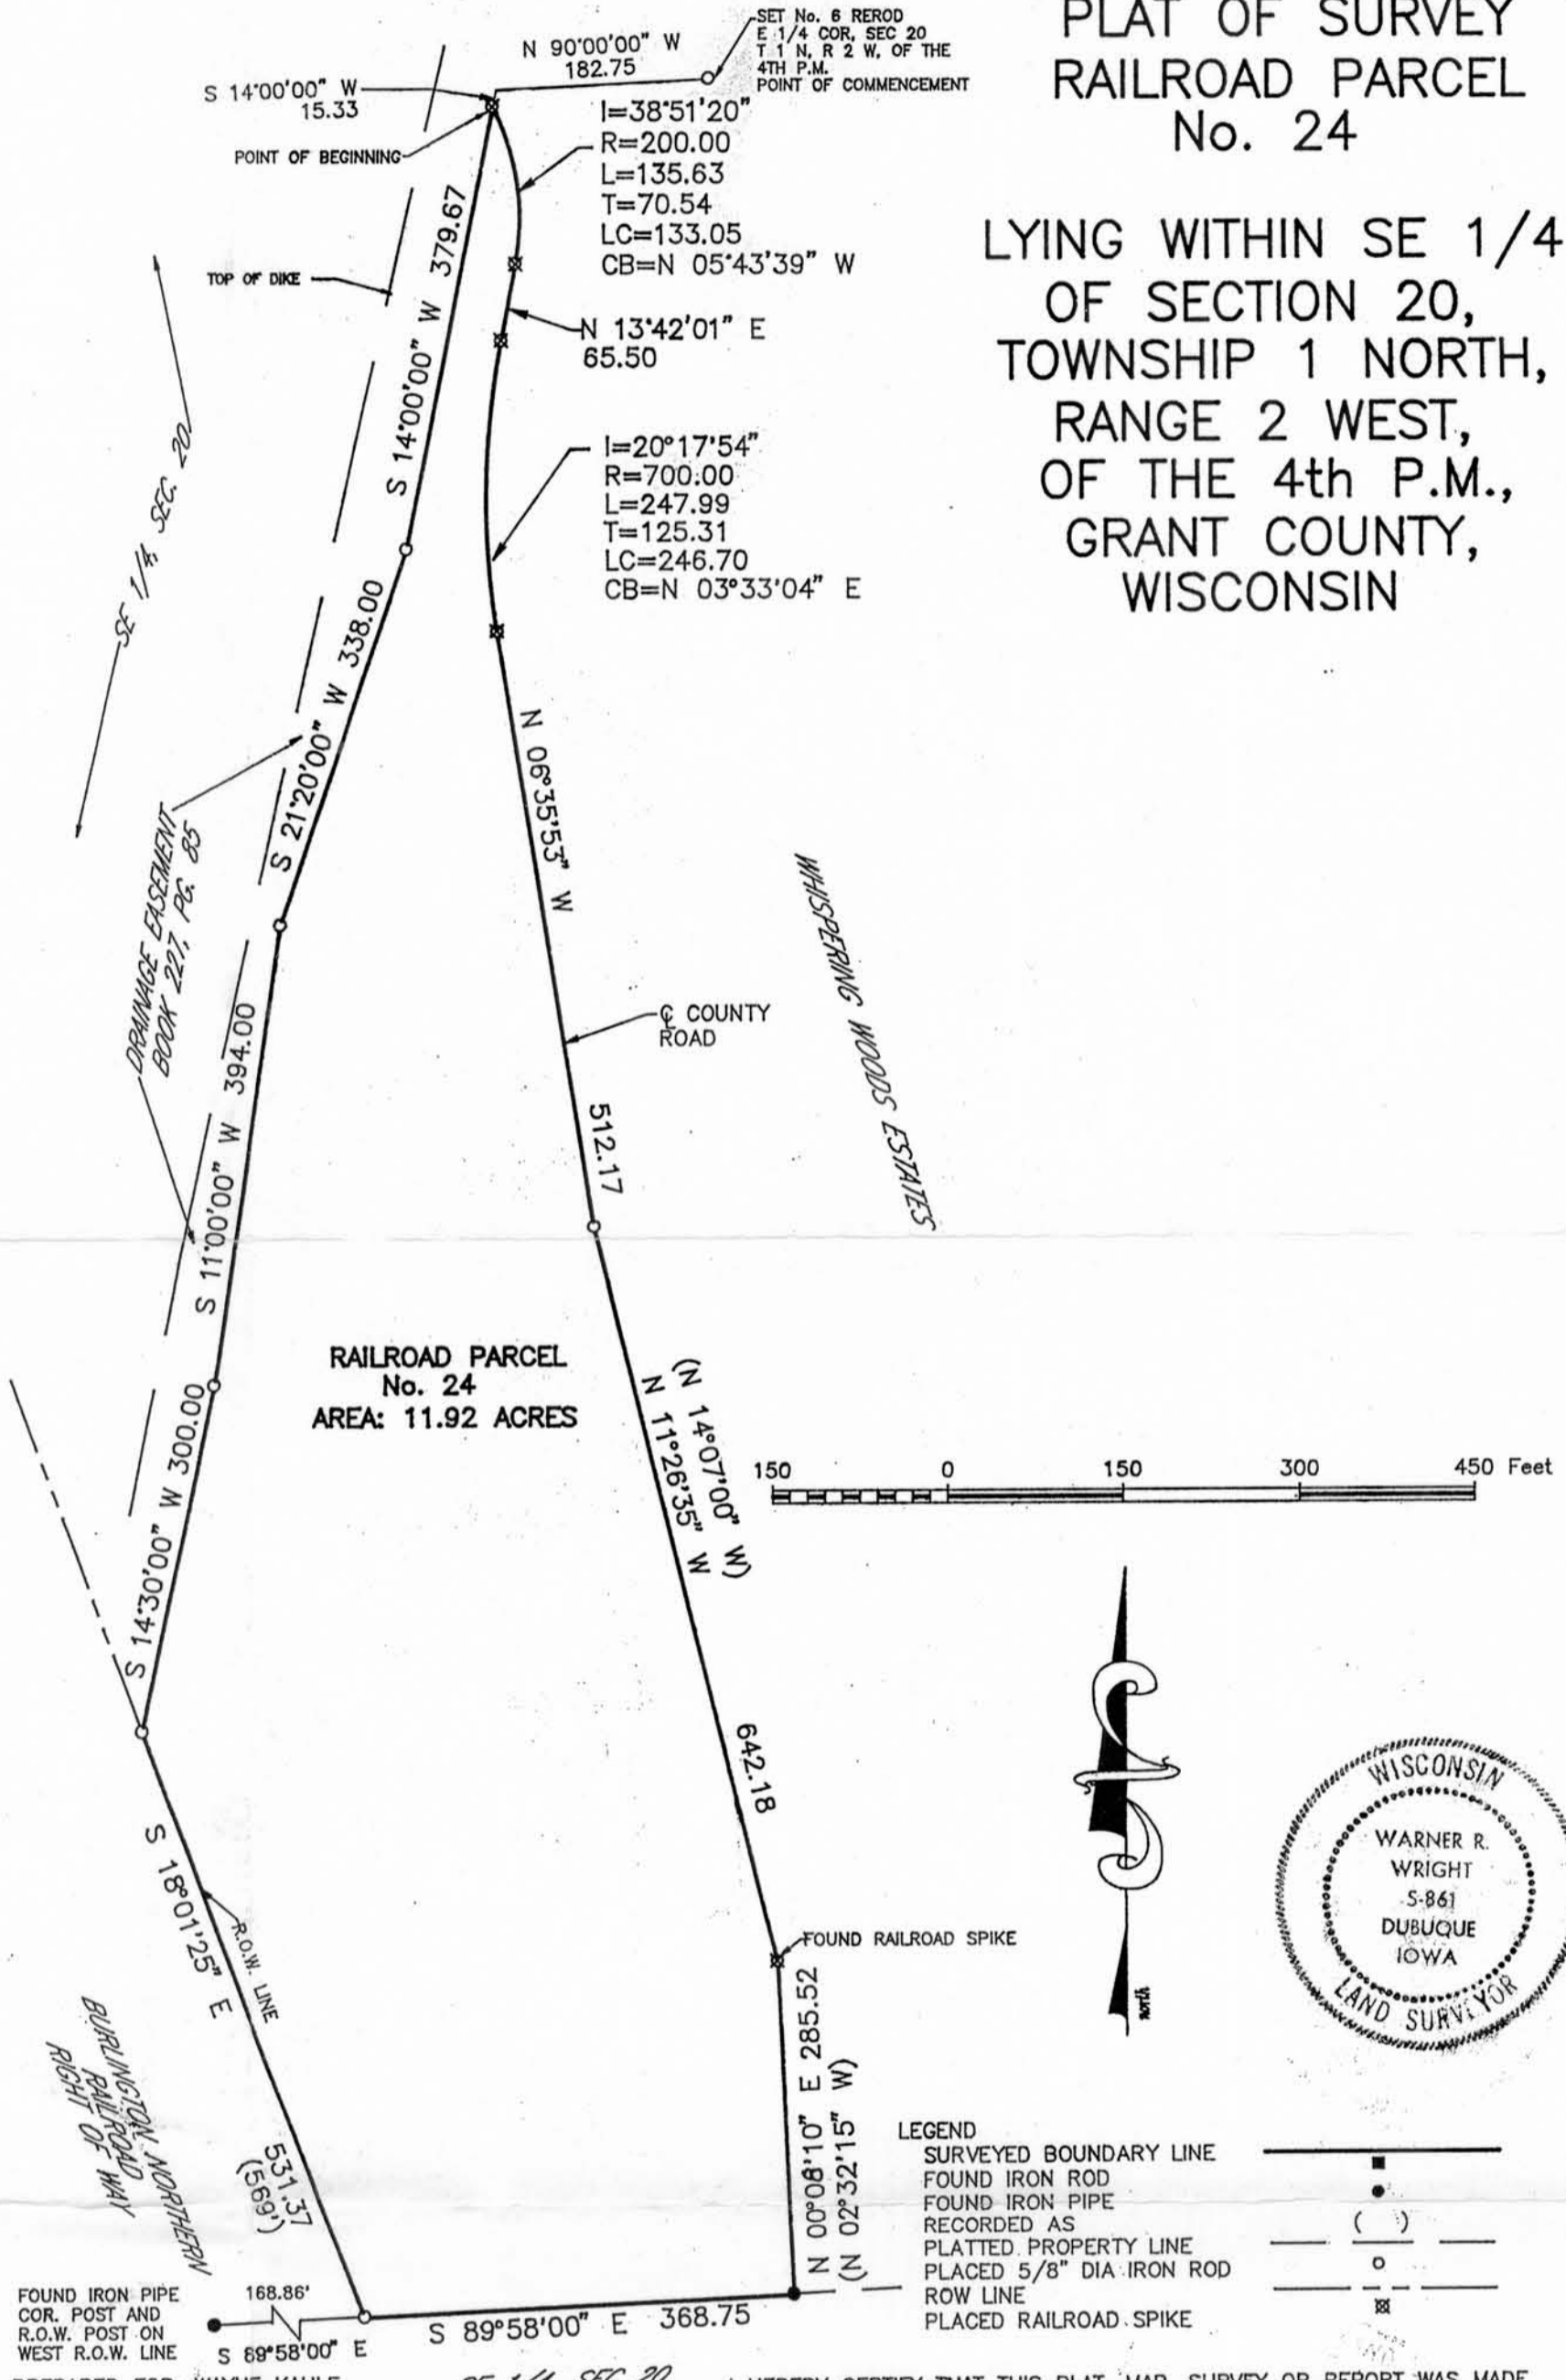 PLAT OF SURVEY
RAILROAD PARCEL
No. 24
LYING WITHIN SE 1/4
OF SECTION 20,
TOWNSHIP 1 NORTH,
RANGE 2 WEST,
OF THE 4th P.M.,
GRANT COUNTY,
WISCONSIN
SET No. 6 REROD
E 1/4 COR, SEC 20
T 1 N, R 2 W, OF THE
4TH P.M.
POINT OF COMMENCEMENT
N 90°00'00" W
182.75
S 14°00'00" W
15.33
POINT OF BEGINNING
I=38°51'20"
R=200.00
L=135.63
T=70.54
LC=133.05
CB=N 05°43'39" W
TOP OF DIKE
S 14°00'00" W 379.67
N 13°42'01" E
65.50
I=20°17'54"
R=700.00
L=247.99
T=125.31
LC=246.70
CB=N 03°33'04" E
SE 1/4, SEC. 20
S 21°20'00" W 338.00
N 06°35'53" W
512.17
DRAINAGE EASEMENT
BOOK 227, PG. 85
WHISPERING WOODS ESTATES
℄ COUNTY
ROAD
S 11°00'00" W 394.00
RAILROAD PARCEL
No. 24
AREA: 11.92 ACRES
(N 14°07'00" W)
N 11°26'35" W
642.18
150 0 150 300 450 Feet
S 14°30'00" W 300.00
S 18°01'25" E
R.O.W. LINE
531.37
(569')
BURLINGTON NORTHERN
RAILROAD
RIGHT OF WAY
FOUND RAILROAD SPIKE
N 00°08'10" E 285.52
(N 02°32'15" W)
north
WISCONSIN
WARNER R.
WRIGHT
S-861
DUBUQUE
IOWA
LAND SURVEYOR
LEGEND
SURVEYED BOUNDARY LINE
FOUND IRON ROD
FOUND IRON PIPE
RECORDED AS ( )
PLATTED PROPERTY LINE
PLACED 5/8" DIA IRON ROD
ROW LINE
PLACED RAILROAD SPIKE
FOUND IRON PIPE
COR. POST AND
R.O.W. POST ON
WEST R.O.W. LINE
168.86'
S 89°58'00" E
S 89°58'00" E 368.75
SE 1/4, SEC. 20
I HEREBY CERTIFY THAT THIS PLAT, MAP, SURVEY OR REPORT WAS MADE